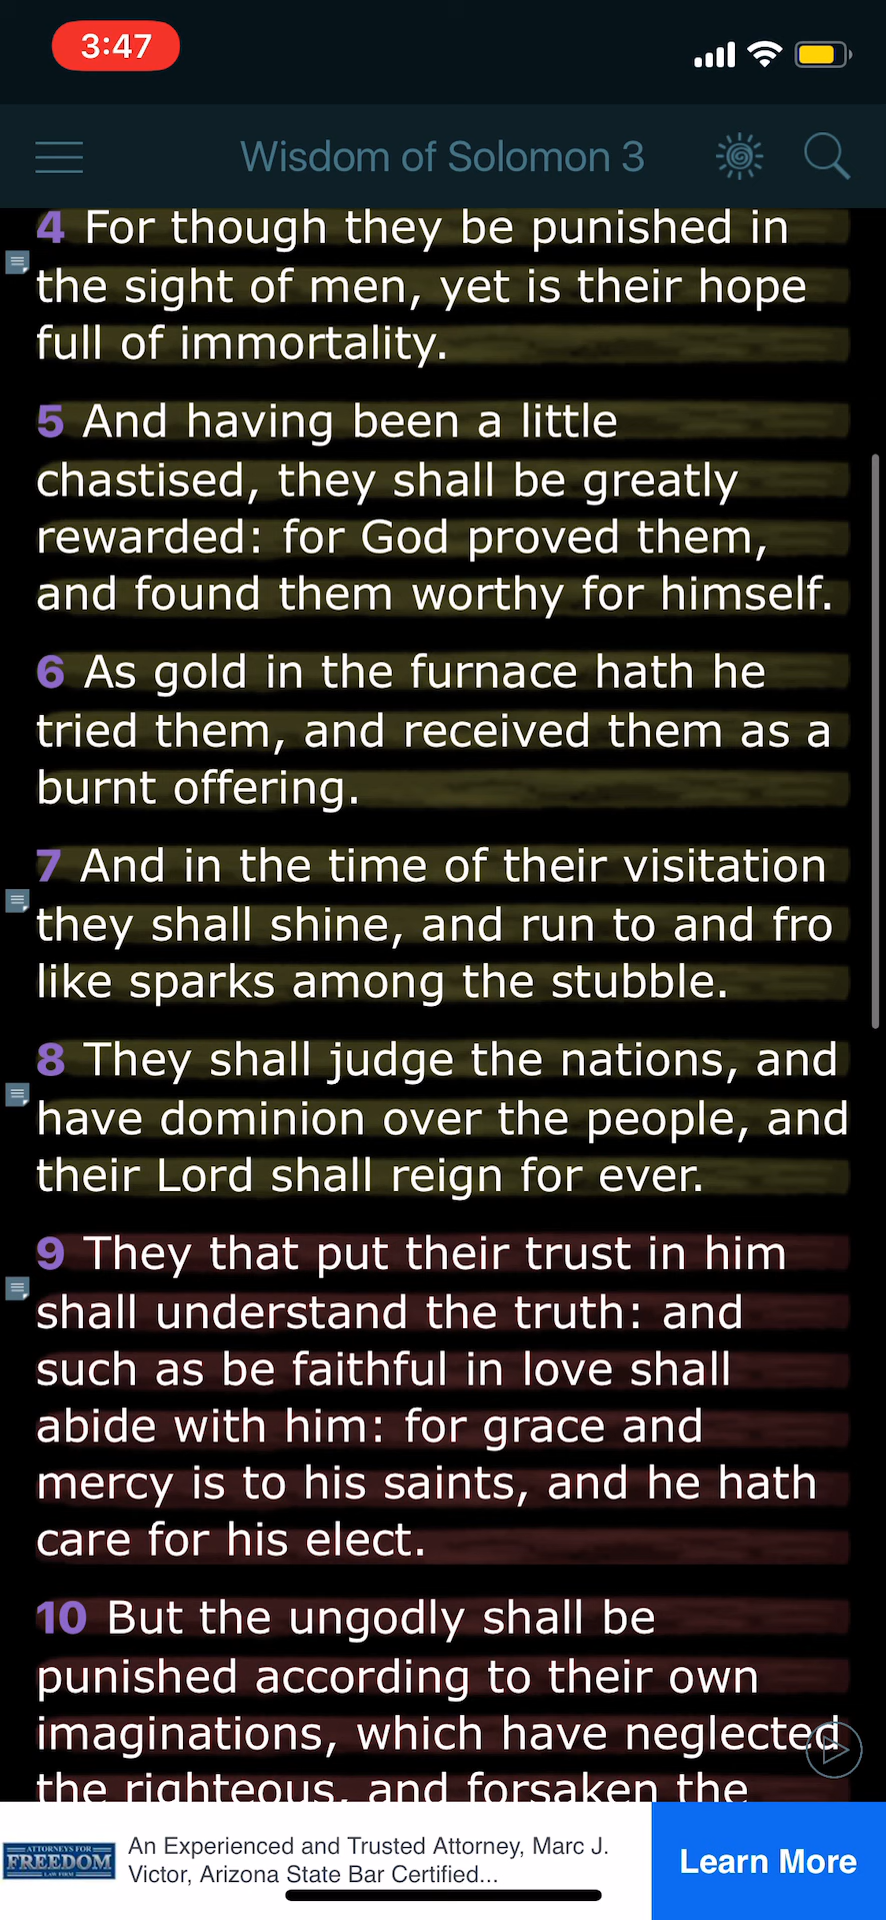 3:47
Wisdom of Solomon 3
4 For though they be punished in
the sight of men, yet is their hope
full of immortality.
5 And having been a little
chastised, they shall be greatly
rewarded: for God proved them,
and found them worthy for himself.
6 As gold in the furnace hath he
tried them, and received them as a
burnt offering.
7 And in the time of their visitation
they shall shine, and run to and fro
like sparks among the stubble.
8 They shall judge the nations, and
have dominion over the people, and
their Lord shall reign for ever.
9 They that put their trust in him
shall understand the truth: and
such as be faithful in love shall
abide with him: for grace and
mercy is to his saints, and he hath
care for his elect.
10 But the ungodly shall be
punished according to their own
imaginations, which have neglected
the righteous, and forsaken the
ATTORNEYS FOR
FREEDOM
LAW FIRM
An Experienced and Trusted Attorney, Marc J.
Victor, Arizona State Bar Certified...
Learn More